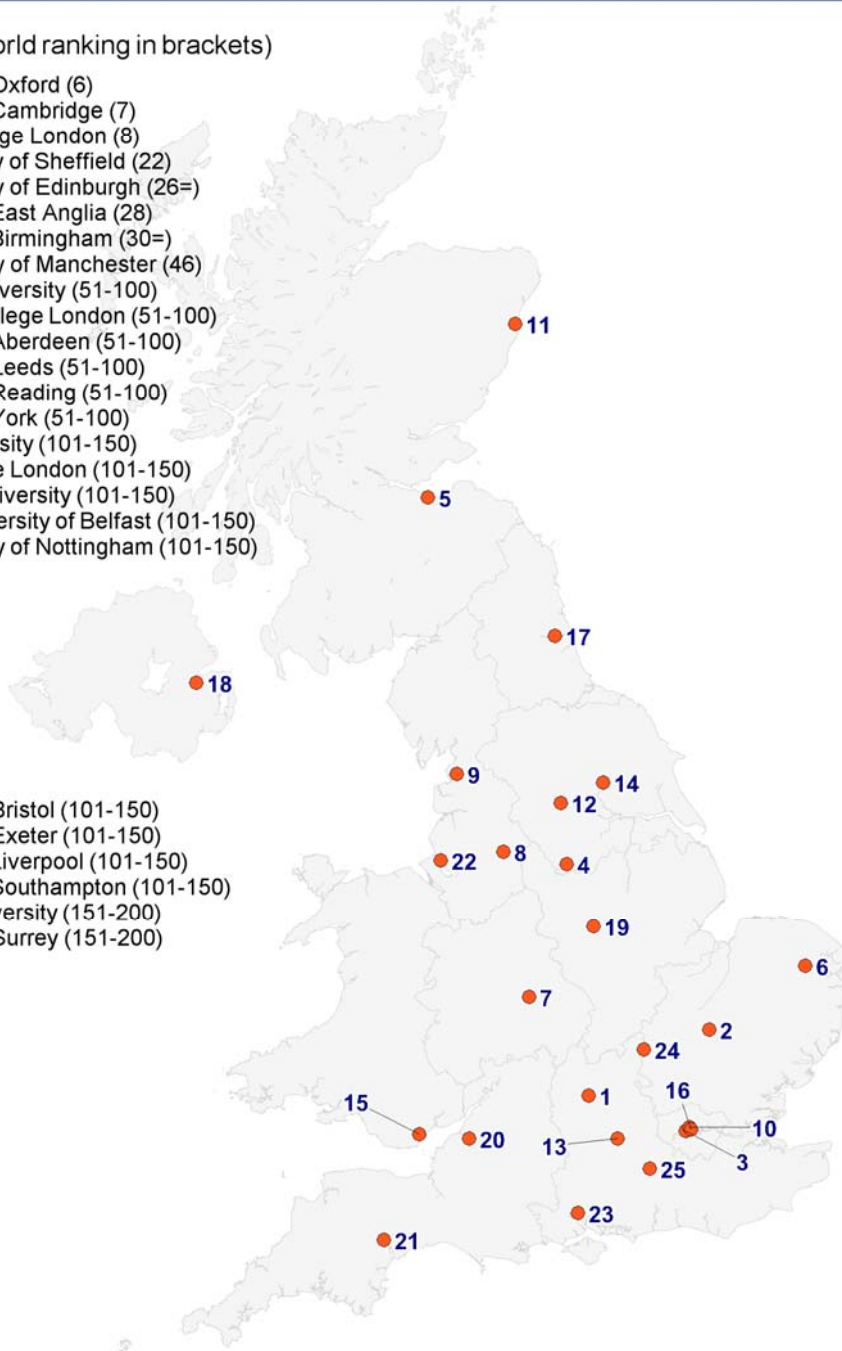 orld ranking in brackets)
Oxford (6)
Cambridge (7)
ge London (8)
y of Sheffield (22)
y of Edinburgh (26=)
East Anglia (28)
Birmingham (30=)
y of Manchester (46)
versity (51-100)
llege London (51-100)
Aberdeen (51-100)
Leeds (51-100)
Reading (51-100)
York (51-100)
sity (101-150)
e London (101-150)
iversity (101-150)
ersity of Belfast (101-150)
y of Nottingham (101-150)
Bristol (101-150)
Exeter (101-150)
Liverpool (101-150)
Southampton (101-150)
versity (151-200)
Surrey (151-200)
11
5
17
18
9
14
12
22
8
4
19
6
7
2
24
1
16
15
10
20
13
3
25
23
21